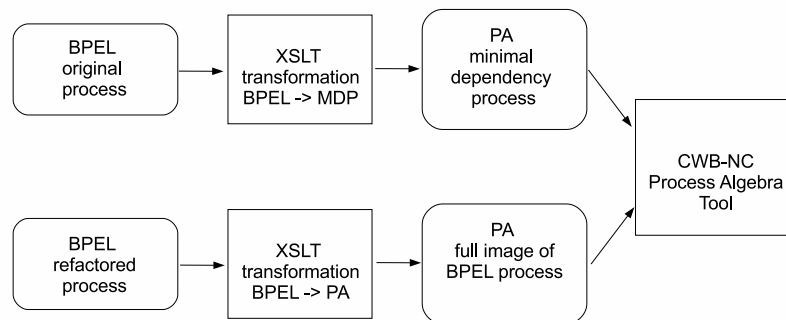 BPEL
original
process
XSLT
transformation
BPEL -> MDP
PA
minimal
dependency
process
CWB-NC
Process Algebra
Tool
BPEL
refactored
process
XSLT
transformation
BPEL -> PA
PA
full image of
BPEL process